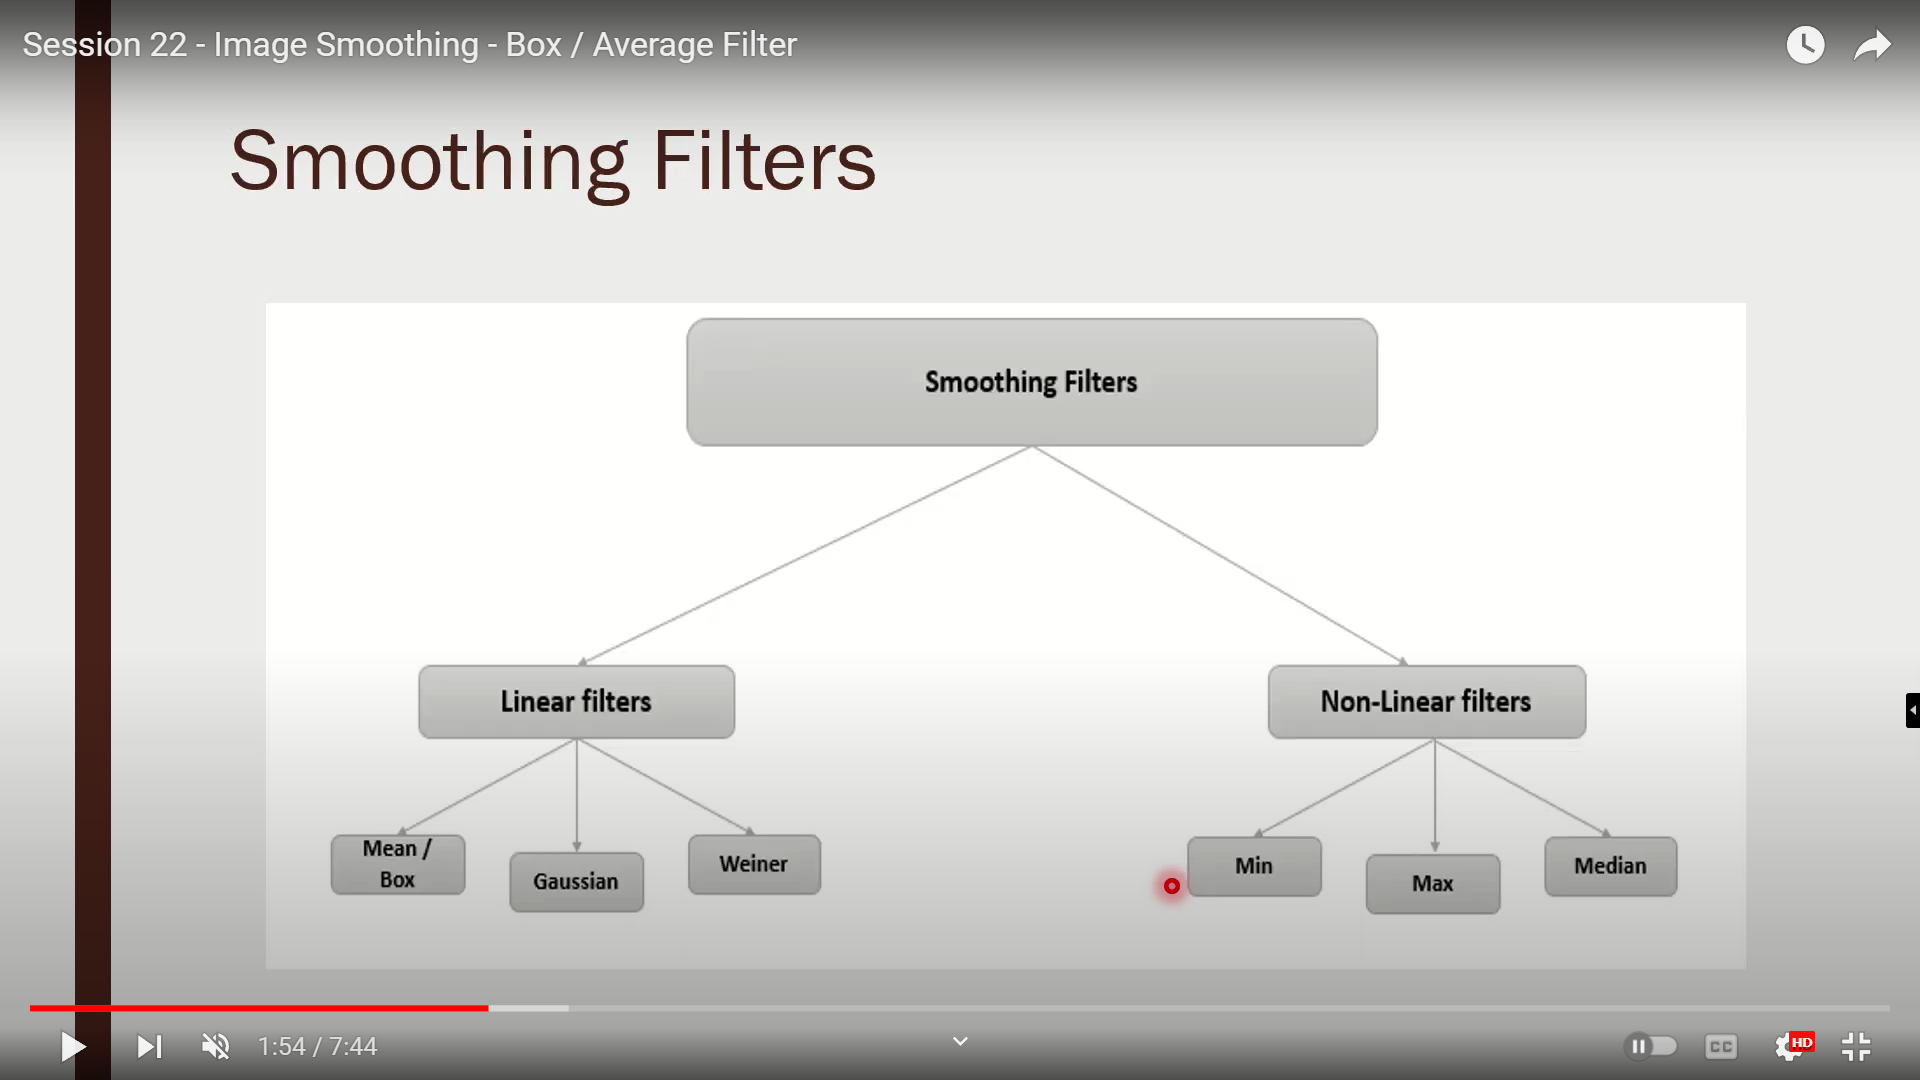 Session 22 - Image Smoothing - Box / Average Filter
Smoothing Filters
Smoothing Filters
Linear filters
Non-Linear filters
Mean /
Box
Gaussian
Weiner
Min
Max
Median
1:54 / 7:44
CC
HD